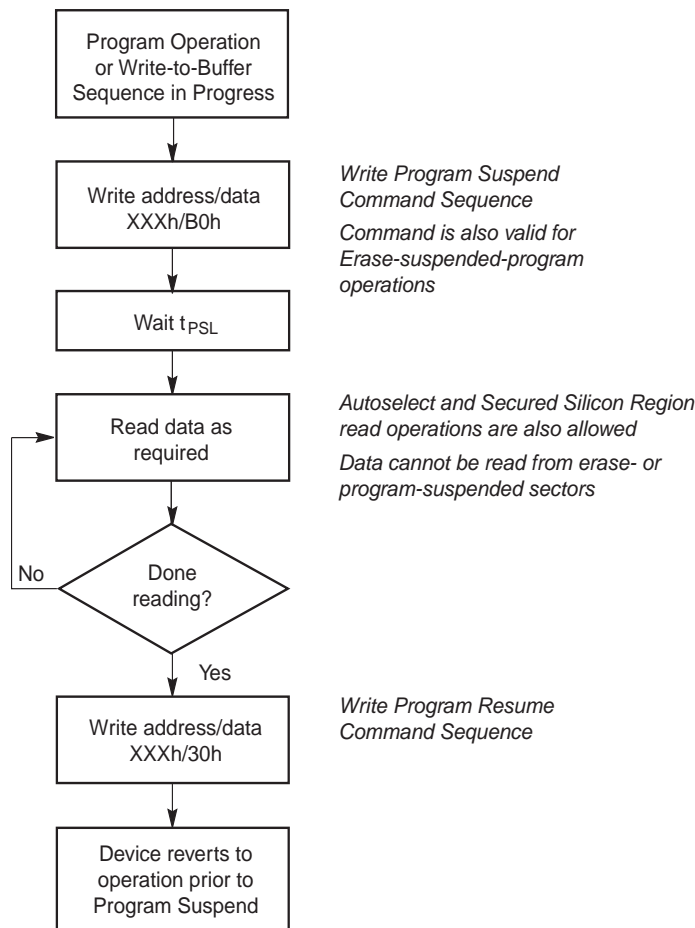 Program Operation
or Write-to-Buffer
Sequence in Progress
Write address/data
XXXh/B0h
Write Program Suspend
Command Sequence
Command is also valid for
Erase-suspended-program
operations
Wait tPSL
Read data as
required
Autoselect and Secured Silicon Region
read operations are also allowed
Data cannot be read from erase- or
program-suspended sectors
No
Done
reading?
Yes
Write address/data
XXXh/30h
Write Program Resume
Command Sequence
Device reverts to
operation prior to
Program Suspend